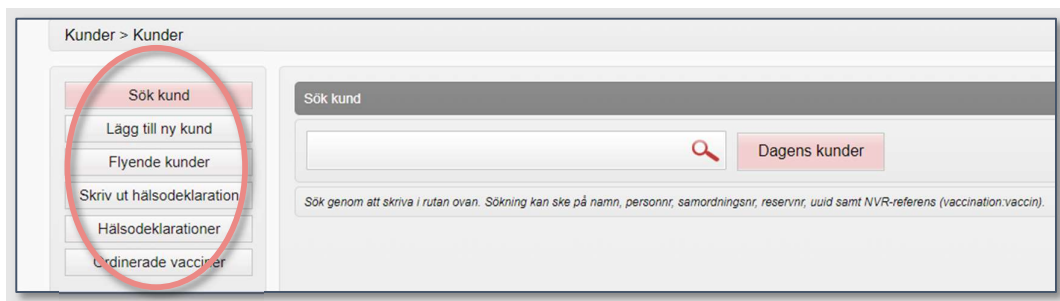 Kunder > Kunder
Sök kund
Lägg till ny kund
Flyende kunder
Skriv ut hälsodeklaration
Hälsodeklarationer
Ordinerade vacciner
Sök kund
Dagens kunder
Sök genom att skriva i rutan ovan. Sökning kan ske på namn, personnr, samordningsnr, reservnr, uuid samt NVR-referens (vaccination:vaccin).